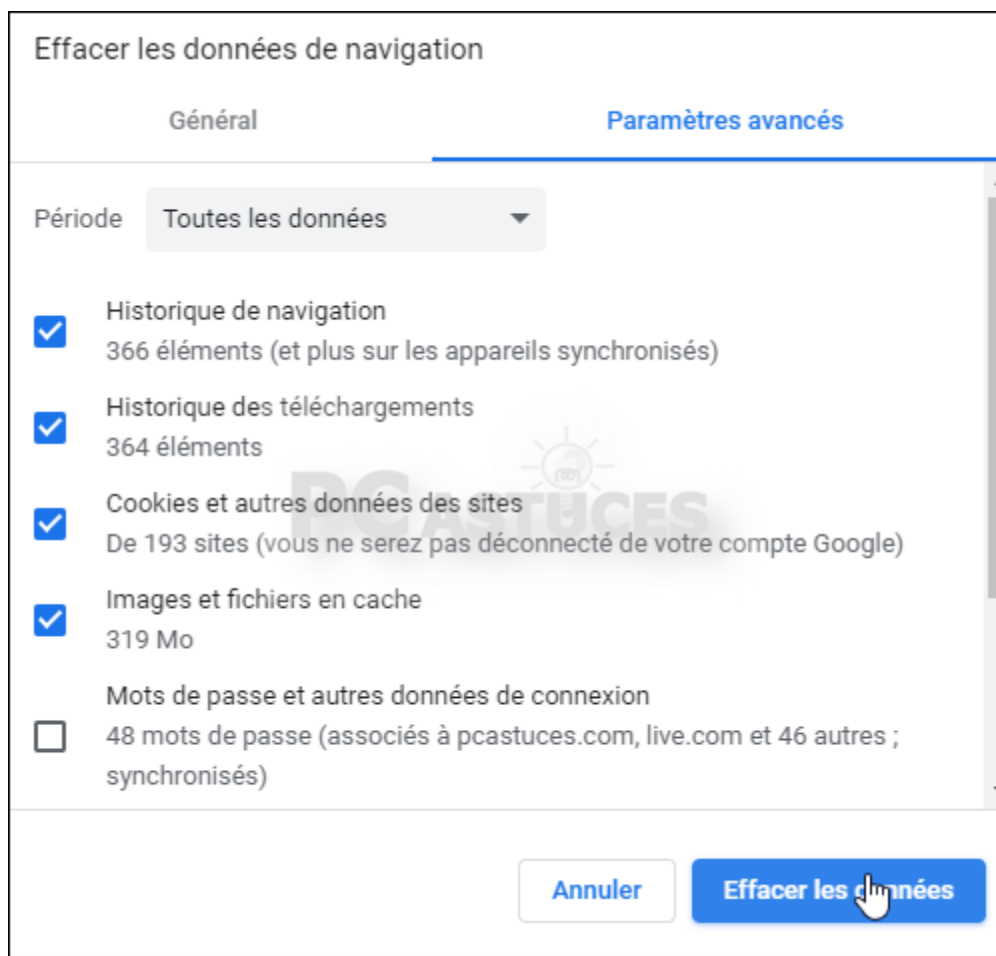 Effacer les données de navigation
Général
Paramètres avancés
Période
Toutes les données
Historique de navigation
366 éléments (et plus sur les appareils synchronisés)
Historique des téléchargements
364 éléments
PC ASTUCES
Cookies et autres données des sites
De 193 sites (vous ne serez pas déconnecté de votre compte Google)
Images et fichiers en cache
319 Mo
Mots de passe et autres données de connexion
48 mots de passe (associés à pcastuces.com, live.com et 46 autres ;
synchronisés)
Annuler
Effacer les données